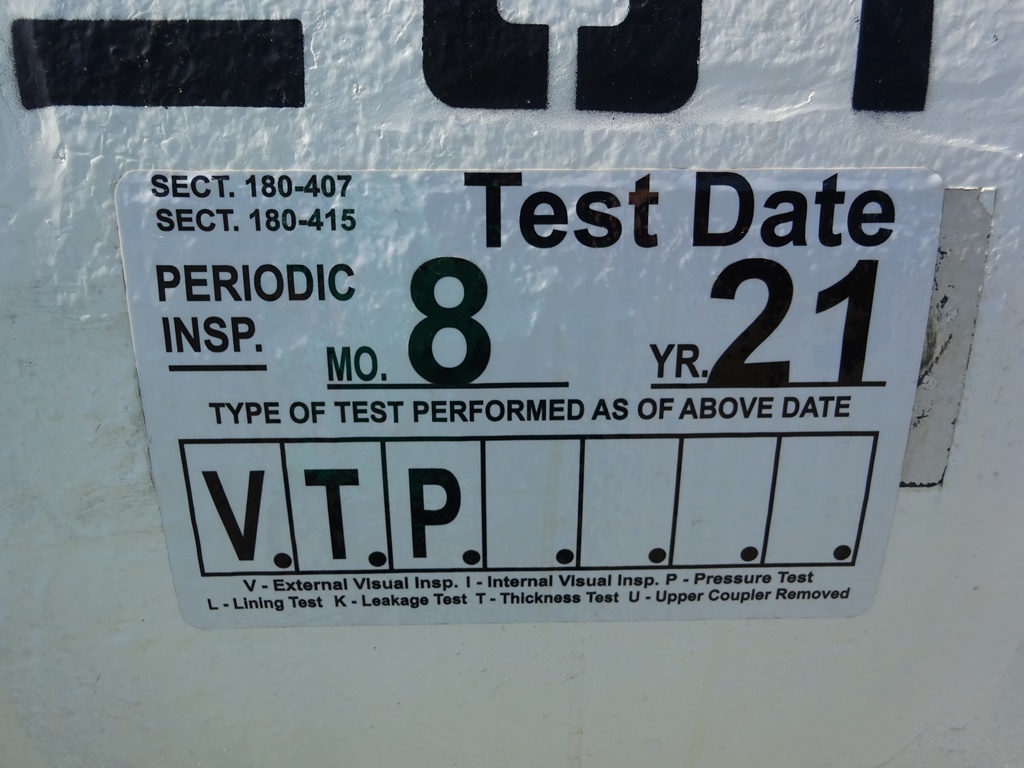 SECT. 180-407
SECT. 180-415
Test Date
PERIODIC
INSP.
MO. 8
YR. 21
TYPE OF TEST PERFORMED AS OF ABOVE DATE
V. T. P. . . . .
V - External Visual Insp. I - Internal Visual Insp. P - Pressure Test
L - Lining Test K - Leakage Test T - Thickness Test U - Upper Coupler Removed